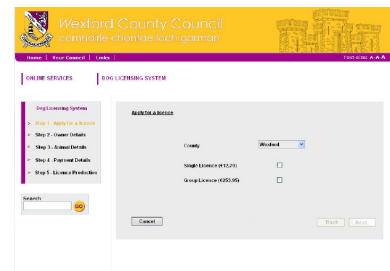 Wexford County Council
comhairle chontae loch garman
Home | Your Council | Links |
FONT-SIZE: A A A
ONLINE SERVICES
DOG LICENSING SYSTEM
Dog Licensing System
> Step 1 - Apply for a licence
> Step 2 - Owner Details
> Step 3 - Animal Details
> Step 4 - Payment Details
> Step 5 - Licence Production
Apply for a licence
County Wexford
Single Licence (€12.70)
Group Licence (€253.95)
Search
GO
Cancel
Back Next